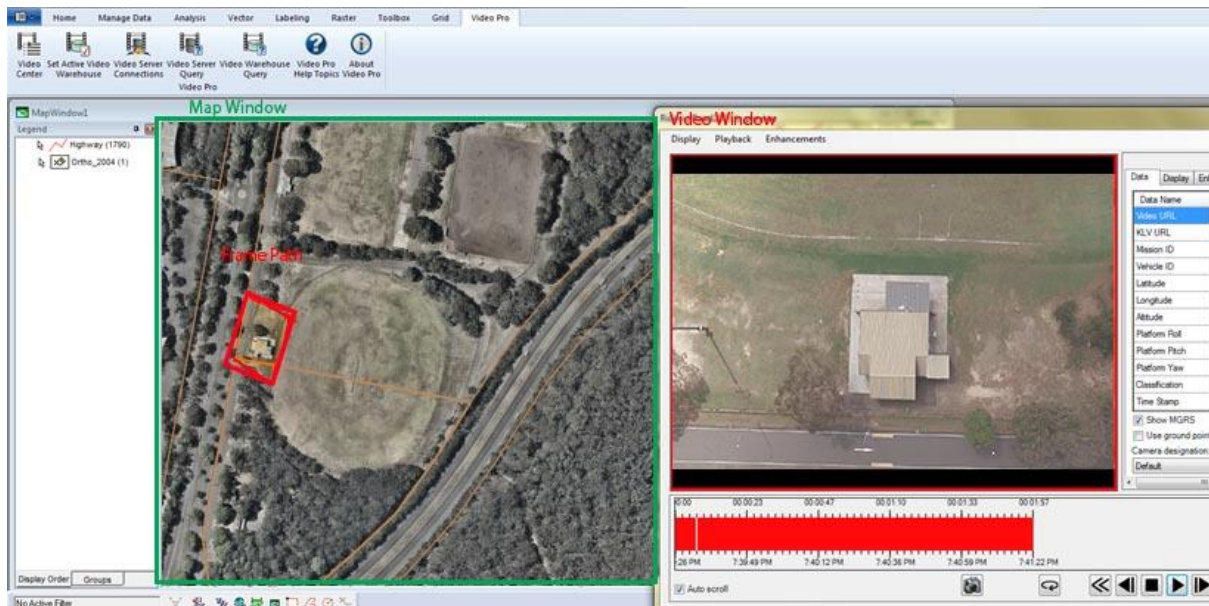 Home Manage Data Analysis Vector Labeling Raster Toolbox Grid Video Pro
Video Center
Set Active Video Warehouse
Video Server Connections
Video Server Query
Video Warehouse Query
Video Pro Help Topics
About Video Pro
Video Pro
MapWindow1
Map Window
Video Window
Legend
Highway (1790)
Ortho_2004 (1)
Frame Path
Display Playback Enhancements
Data Display
Data Name
Video URL
KLV URL
Mission ID
Vehicle ID
Latitude
Longitude
Altitude
Platform Roll
Platform Pitch
Platform Yaw
Classification
Time Stamp
Show MGRS
Use ground point
Camera designation:
Default
00:00:23 00:00:47 00:01:10 00:01:33 00:01:57
:26 PM 7:39:49 PM 7:40:12 PM 7:40:36 PM 7:40:59 PM 7:41:22 PM
Auto scroll
Display Order Groups
No Active Filter